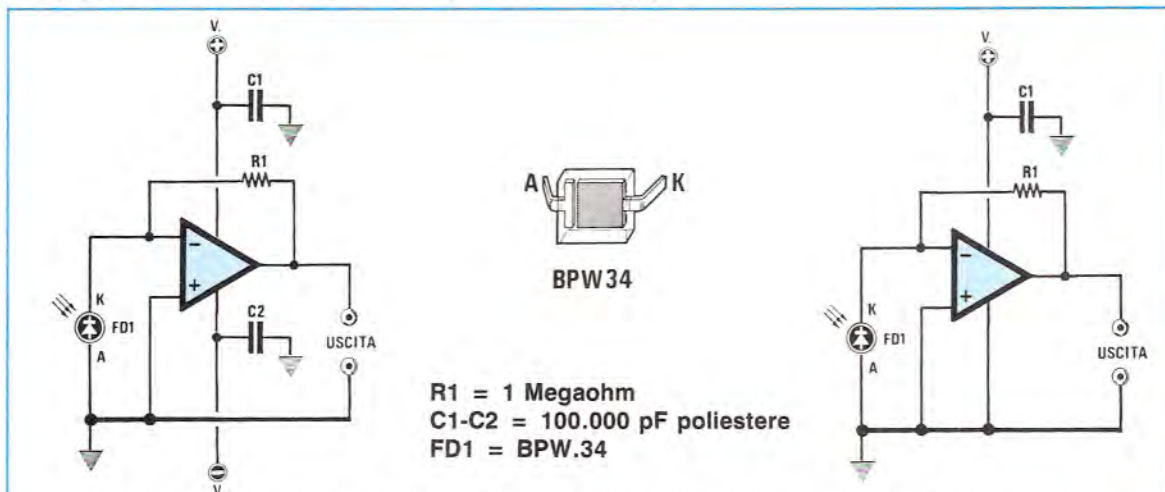 V.
C1
R1
−
+
K
FD1
A
C2
USCITA
V.
A K
BPW34
R1 = 1 Megaohm
C1-C2 = 100.000 pF poliestere
FD1 = BPW.34
V.
C1
R1
−
+
K
FD1
A
USCITA